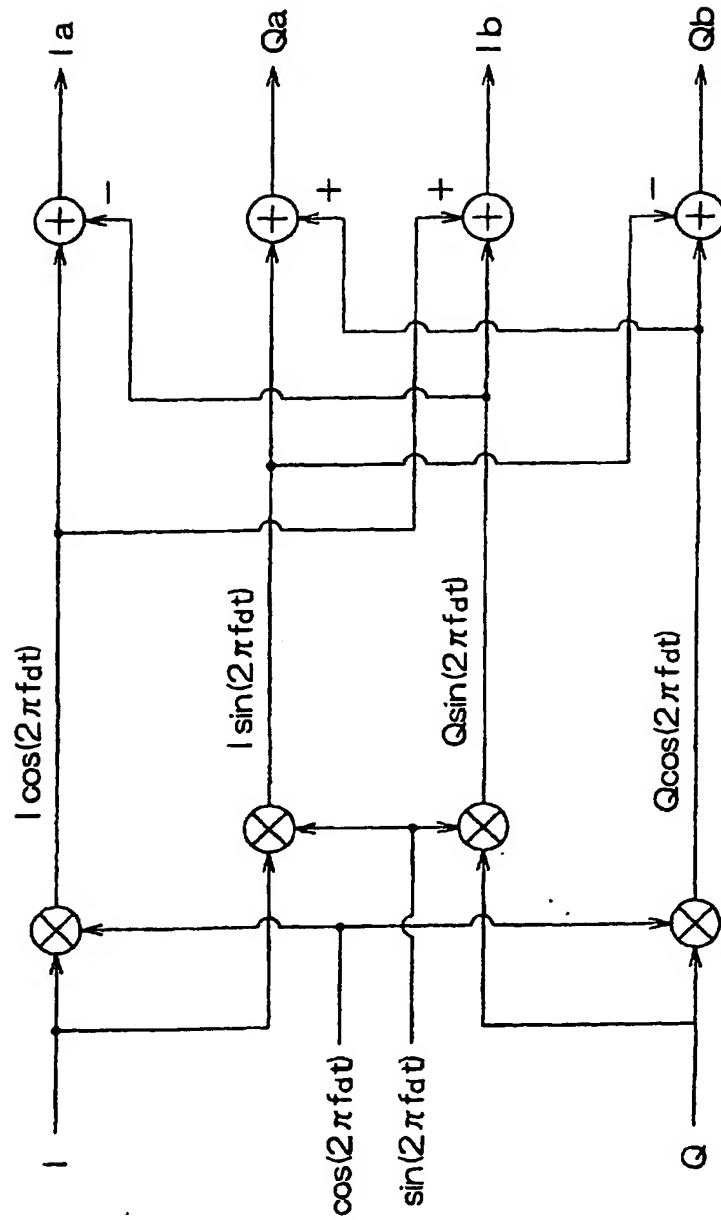 I
cos(2πfdt)
sin(2πfdt)
Q
I cos(2πfdt)
I sin(2πfdt)
Qsin(2πfdt)
Qcos(2πfdt)
−
+
+
−
+
+
+
+
Ia
Qa
Ib
Qb